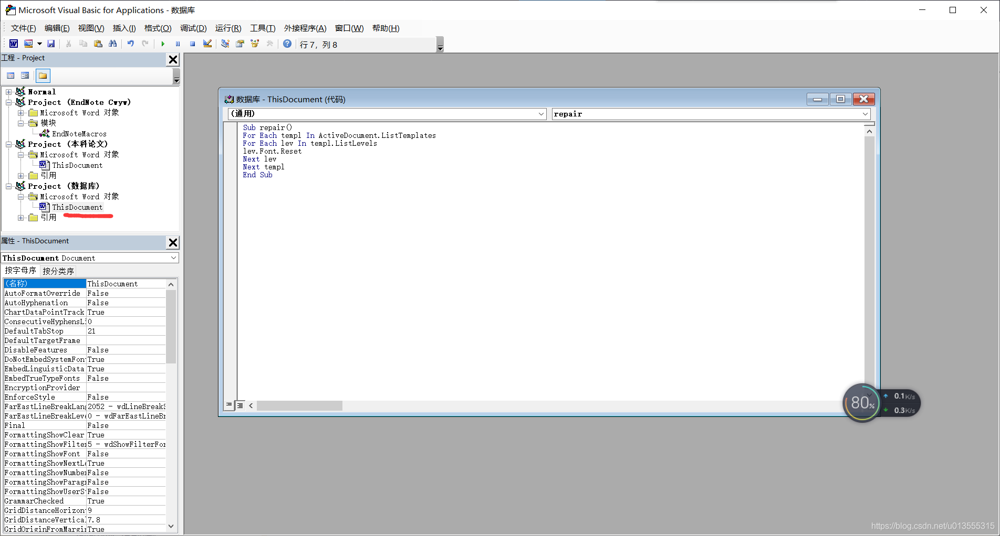 Microsoft Visual Basic for Applications - 数据库
文件(F) 编辑(E) 视图(V) 插入(I) 格式(O) 调试(D) 运行(R) 工具(T) 外接程序(A) 窗口(W) 帮助(H)
行 7，列 8
工程 - Project
Normal
Project (EndNote Cwyw)
Microsoft Word 对象
模块
EndNoteMacros
Project (本科论文)
Microsoft Word 对象
ThisDocument
引用
Project (数据库)
Microsoft Word 对象
ThisDocument
引用
属性 - ThisDocument
ThisDocument Document
按字母序 按分类序
(名称) ThisDocument
AutoFormatOverride False
AutoHyphenation False
ChartDataPointTrack True
ConsecutiveHyphensLi 0
DefaultTabStop 21
DefaultTargetFrame
DisableFeatures False
DoNotEmbedSystemFon True
EmbedLinguisticData True
EmbedTrueTypeFonts False
EncryptionProvider
EnforceStyle False
FarEastLineBreakLang 2052 - wdLineBreakS
FarEastLineBreakLeve 0 - wdFarEastLineBr
Final False
FormattingShowClear True
FormattingShowFilter 5 - wdShowFilterFor
FormattingShowFont False
FormattingShowNextLe True
FormattingShowNumber False
FormattingShowParagr False
FormattingShowUserSt False
GrammarChecked True
GridDistanceHorizont 9
GridDistanceVertical 7.8
GridOriginFromMargin True
数据库 - ThisDocument (代码)
(通用) repair
Sub repair()
For Each templ In ActiveDocument.ListTemplates
For Each lev In templ.ListLevels
lev.Font.Reset
Next lev
Next templ
End Sub
80%
0.1K/s
0.3K/s
https://blog.csdn.net/u013555315